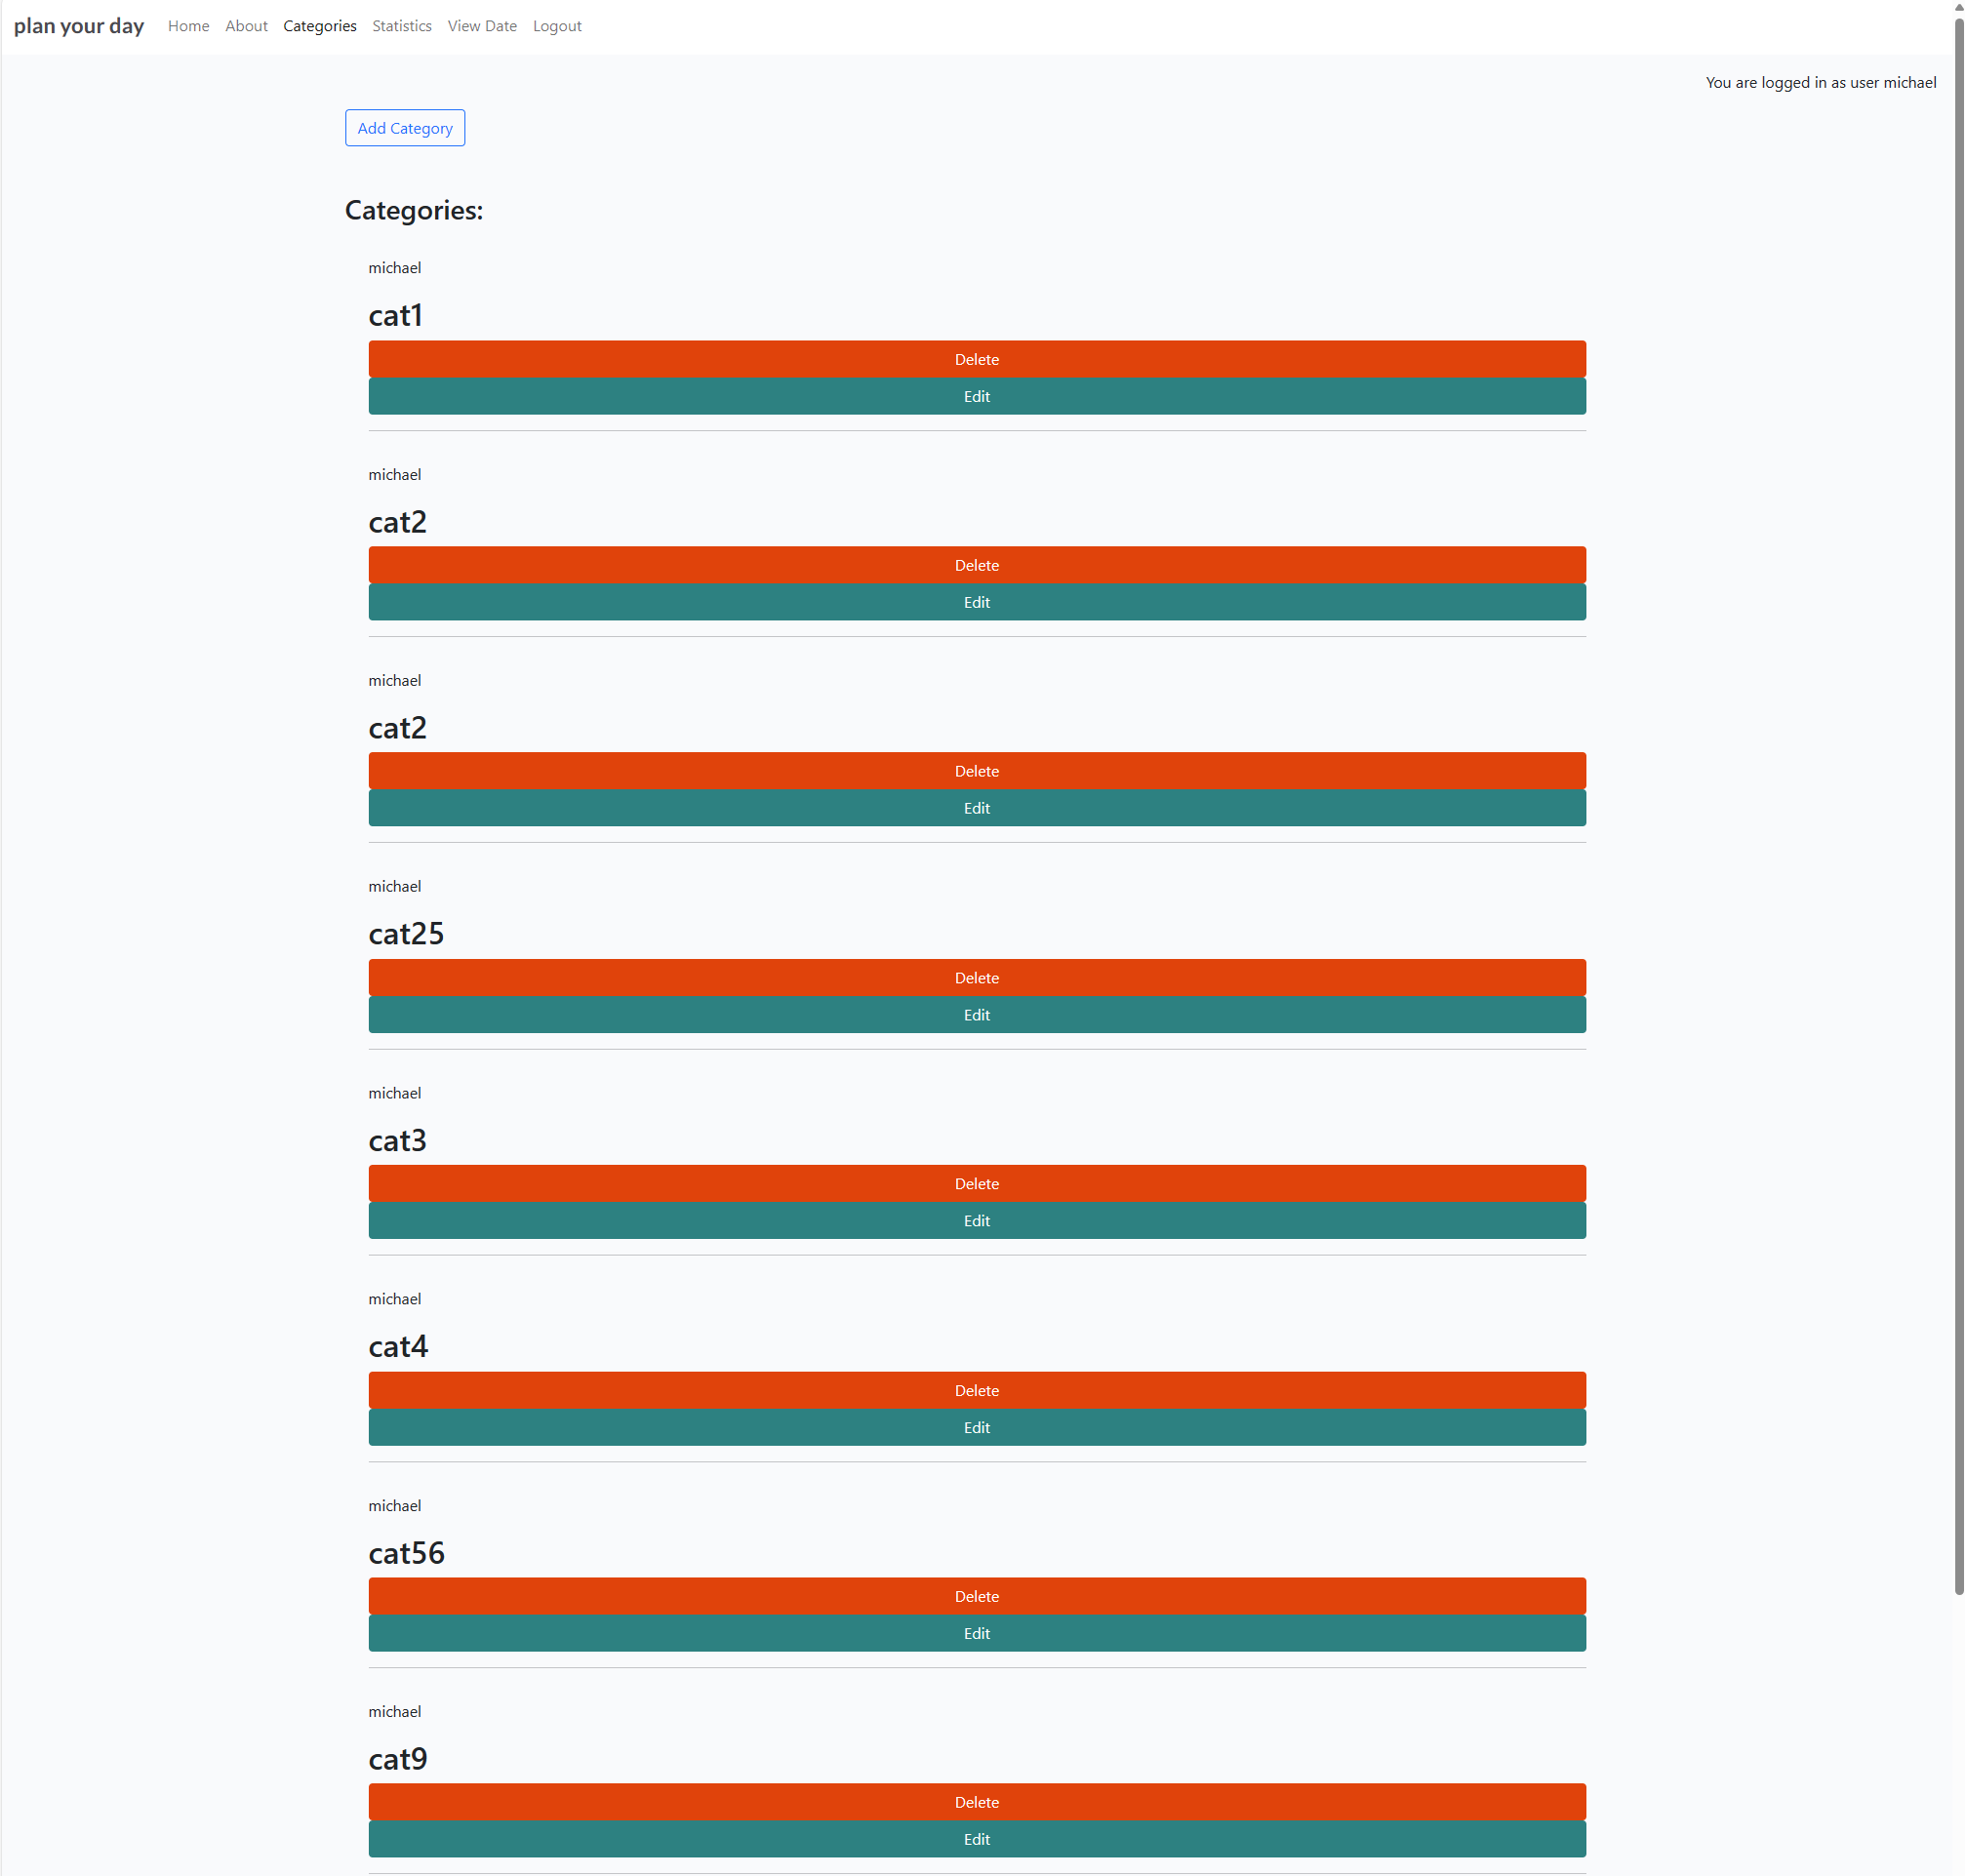 plan your day Home About Categories Statistics View Date Logout
You are logged in as user michael
Add Category
Categories:
michael
cat1
Delete
Edit
michael
cat2
Delete
Edit
michael
cat2
Delete
Edit
michael
cat25
Delete
Edit
michael
cat3
Delete
Edit
michael
cat4
Delete
Edit
michael
cat56
Delete
Edit
michael
cat9
Delete
Edit